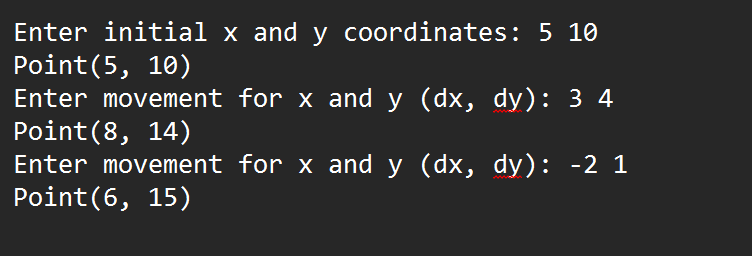 Enter initial x and y coordinates: 5 10
Point(5, 10)
Enter movement for x and y (dx, dy): 3 4
Point(8, 14)
Enter movement for x and y (dx, dy): -2 1
Point(6, 15)